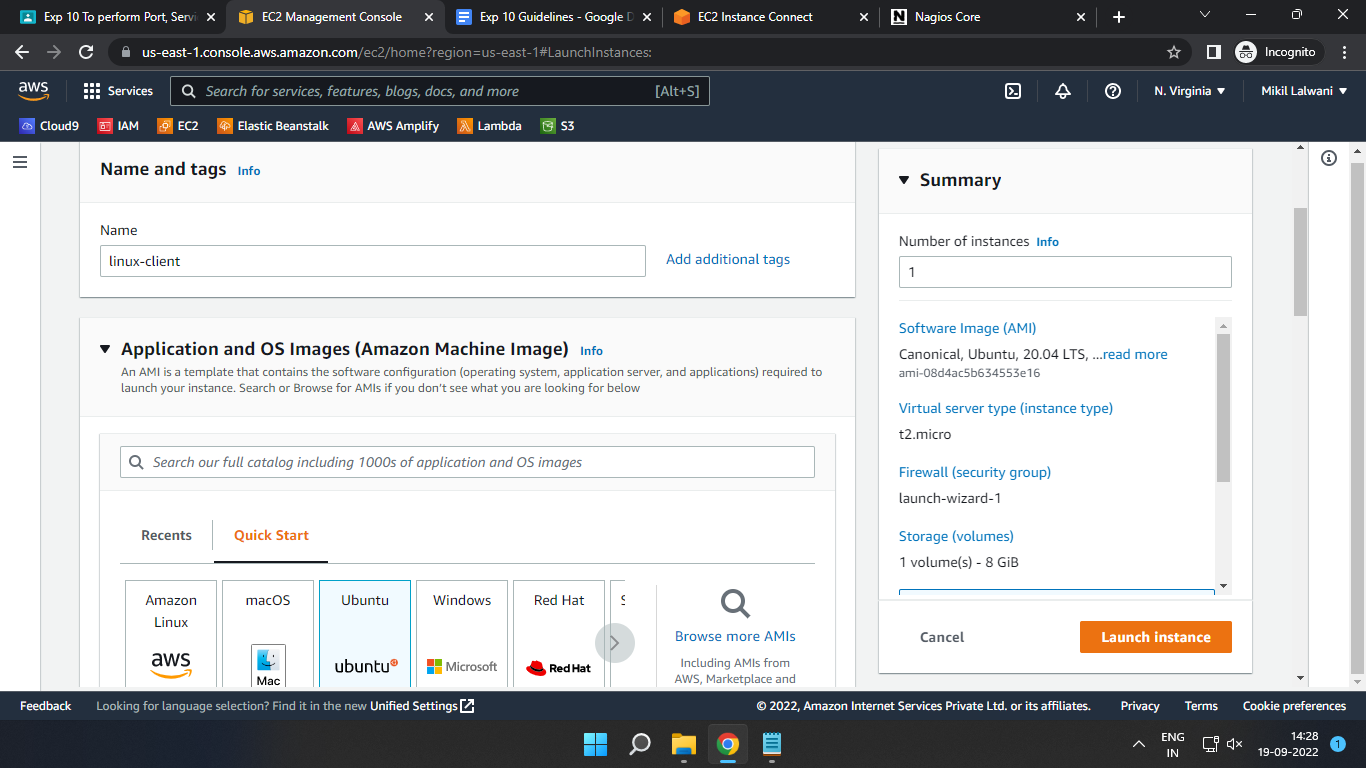 Exp 10 To perform Port, Servi
EC2 Management Console
Exp 10 Guidelines - Google D
EC2 Instance Connect
Nagios Core
us-east-1.console.aws.amazon.com/ec2/home?region=us-east-1#LaunchInstances:
Incognito
aws
Services
Search for services, features, blogs, docs, and more
[Alt+S]
N. Virginia
Mikil Lalwani
Cloud9
IAM
EC2
Elastic Beanstalk
AWS Amplify
Lambda
S3
Name and tags Info
Name
linux-client
Add additional tags
Application and OS Images (Amazon Machine Image) Info
An AMI is a template that contains the software configuration (operating system, application server, and applications) required to
launch your instance. Search or Browse for AMIs if you don't see what you are looking for below
Search our full catalog including 1000s of application and OS images
Recents
Quick Start
Amazon
Linux
aws
macOS
Mac
Ubuntu
ubuntu
Windows
Microsoft
Red Hat
Red Hat
S
Browse more AMIs
Including AMIs from
AWS, Marketplace and
Summary
Number of instances Info
1
Software Image (AMI)
Canonical, Ubuntu, 20.04 LTS, ...read more
ami-08d4ac5b634553e16
Virtual server type (instance type)
t2.micro
Firewall (security group)
launch-wizard-1
Storage (volumes)
1 volume(s) - 8 GiB
Cancel
Launch instance
Feedback
Looking for language selection? Find it in the new Unified Settings
© 2022, Amazon Internet Services Private Ltd. or its affiliates.
Privacy
Terms
Cookie preferences
ENG
IN
14:28
19-09-2022
1